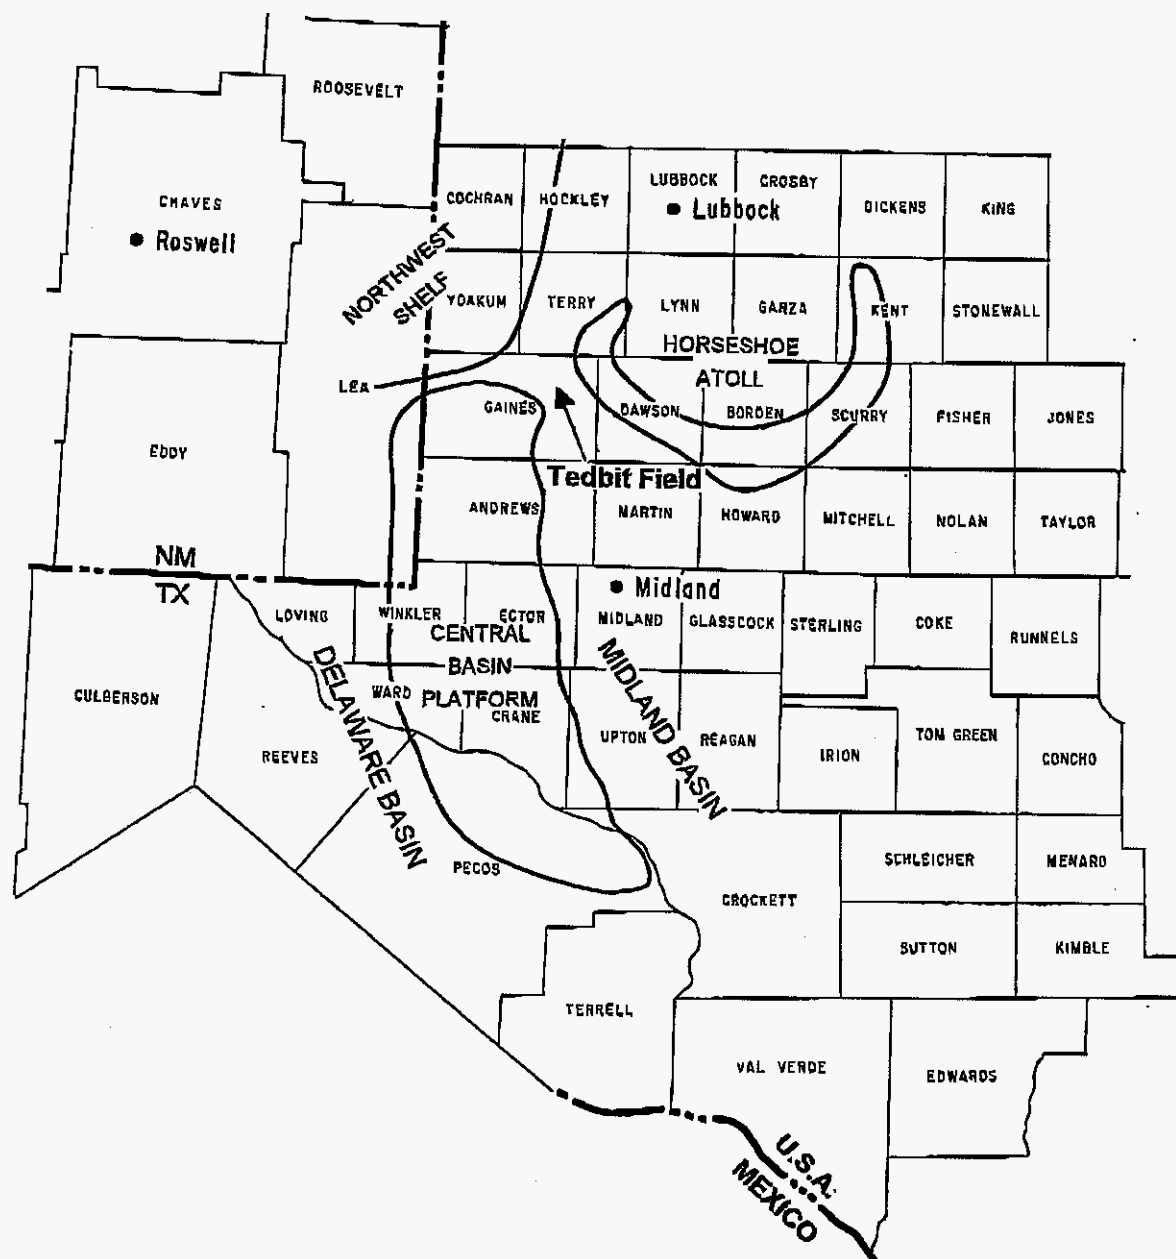 ROOSEVELT
CHAVES
Roswell
COCHRAN
HOCKLEY
LUBBOCK
CROSBY
Lubbock
DICKENS
KING
NORTHWEST
SHELF
YOAKUM
TERRY
LYNN
GARZA
KENT
STONEWALL
HORSESHOE
ATOLL
LEA
GAINES
DAWSON
BORDEN
SCURRY
FISHER
JONES
EDDY
Tedbit Field
ANDREWS
MARTIN
HOWARD
MITCHELL
NOLAN
TAYLOR
NM
TX
Midland
LOVING
WINKLER
ECTOR
MIDLAND
GLASSCOCK
STERLING
COKE
RUNNELS
CENTRAL
BASIN
PLATFORM
DELAWARE BASIN
MIDLAND BASIN
CULBERSON
WARD
CRANE
REEVES
UPTON
REAGAN
IRION
TOM GREEN
CONCHO
PECOS
CROCKETT
SCHLEICHER
MENARD
SUTTON
KIMBLE
TERRELL
VAL VERDE
EDWARDS
U.S.A.
MEXICO